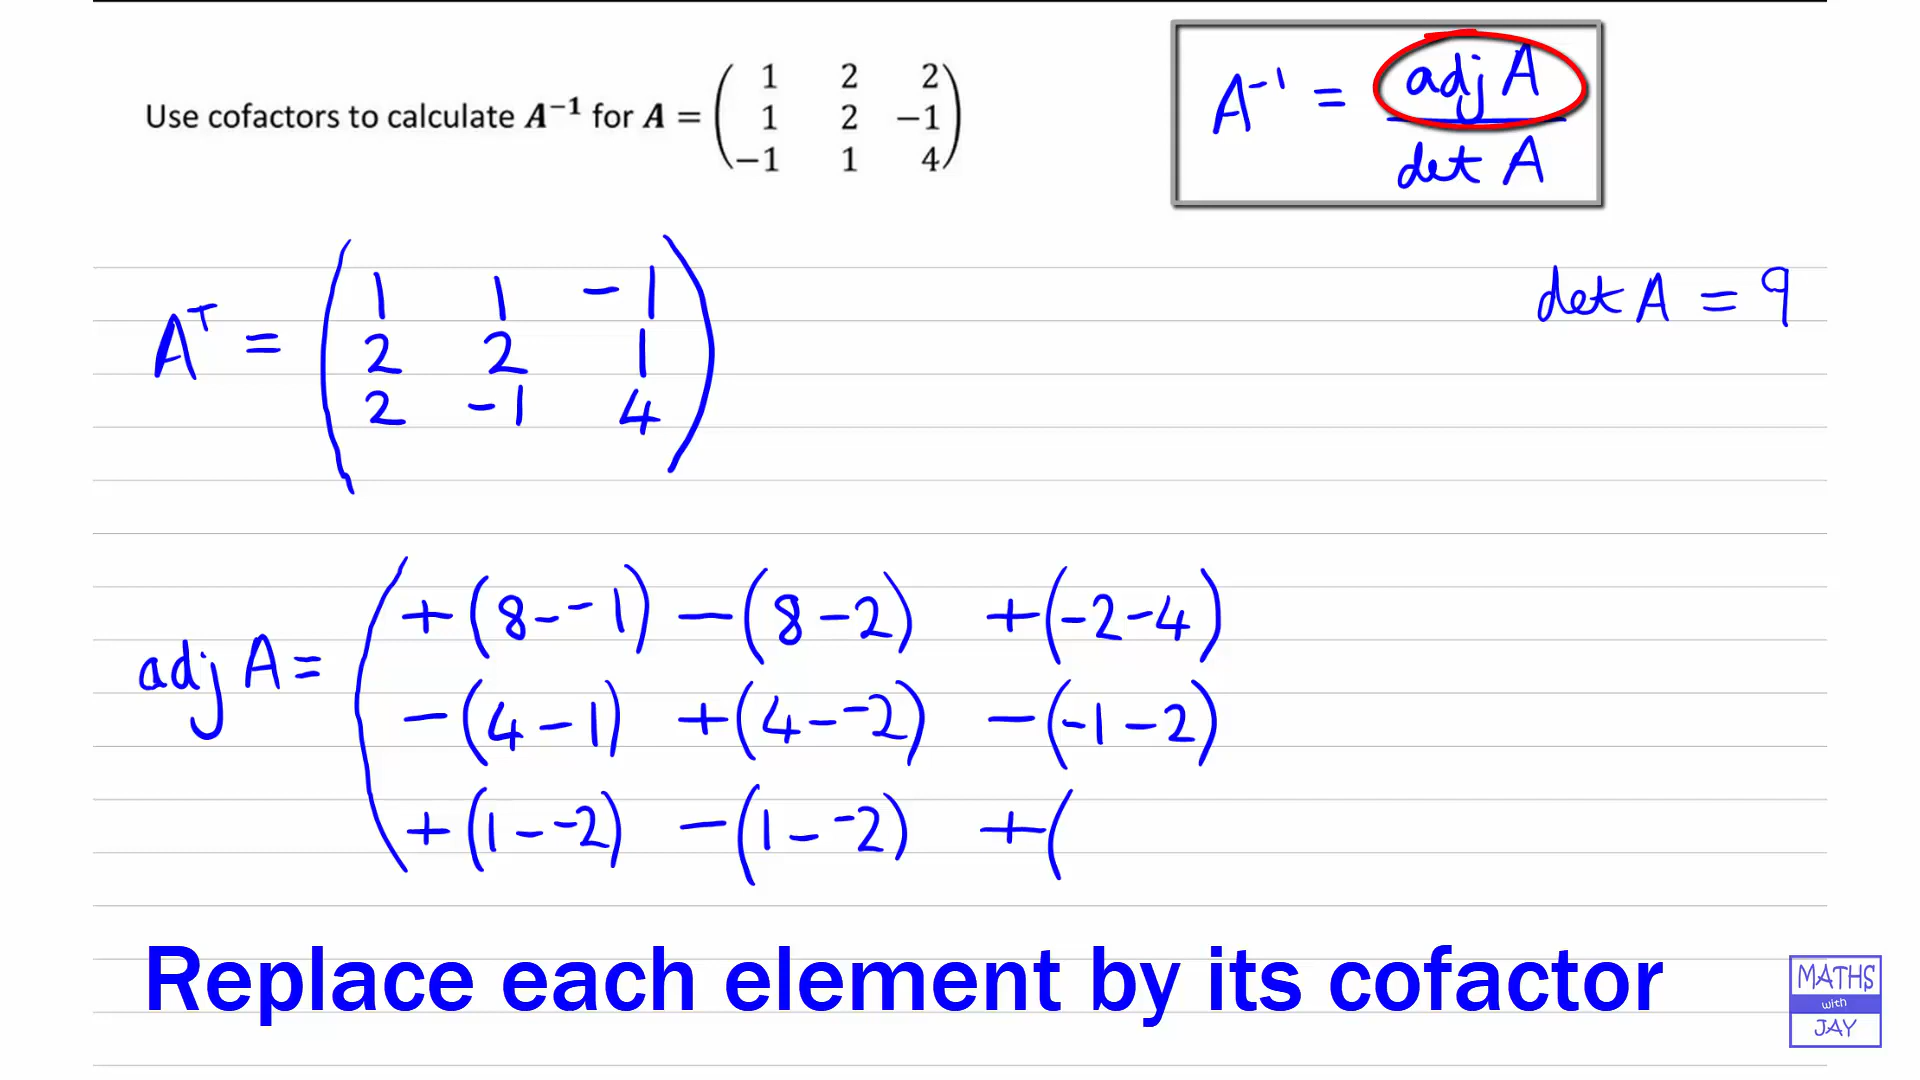 Use cofactors to calculate A⁻¹ for A = ( 1 2 2
1 2 −1
−1 1 4 )
A⁻¹ = adj A
det A
det A = 9
Aᵀ = ( 1 1 −1
2 2 1
2 −1 4 )
adj A = ( +(8−−1) −(8−2) +(−2−4)
−(4−1) +(4−−2) −(−1−2)
+(1−−2) −(1−−2) +(
Replace each element by its cofactor
MATHS
with
JAY